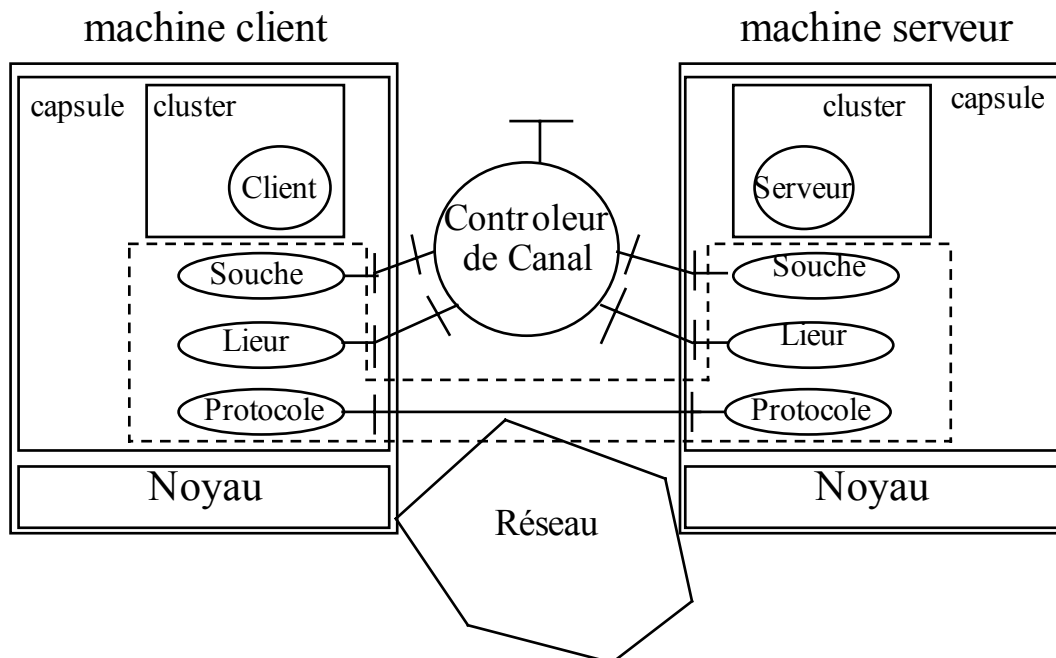 machine client
machine serveur
capsule
cluster
Client
Souche
Lieur
Protocole
Noyau
Controleur
de Canal
Réseau
cluster
capsule
Serveur
Souche
Lieur
Protocole
Noyau